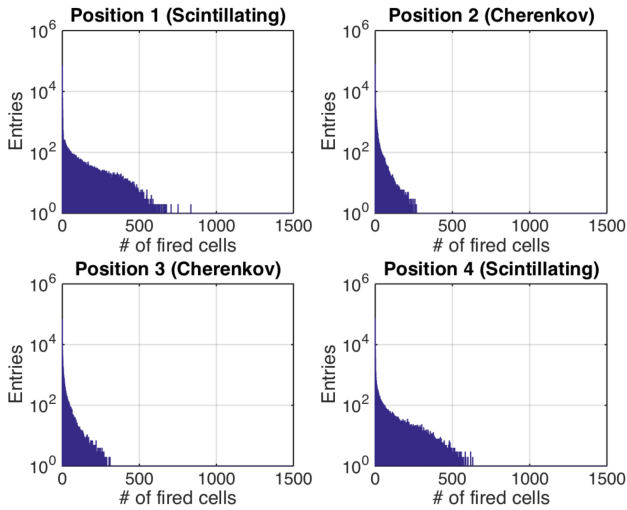 Position 1 (Scintillating)
10^6
10^4
10^2
10^0
Entries
0 500 1000 1500
# of fired cells
Position 2 (Cherenkov)
10^6
10^4
10^2
10^0
Entries
0 500 1000 1500
# of fired cells
Position 3 (Cherenkov)
10^6
10^4
10^2
10^0
Entries
0 500 1000 1500
# of fired cells
Position 4 (Scintillating)
10^6
10^4
10^2
10^0
Entries
0 500 1000 1500
# of fired cells